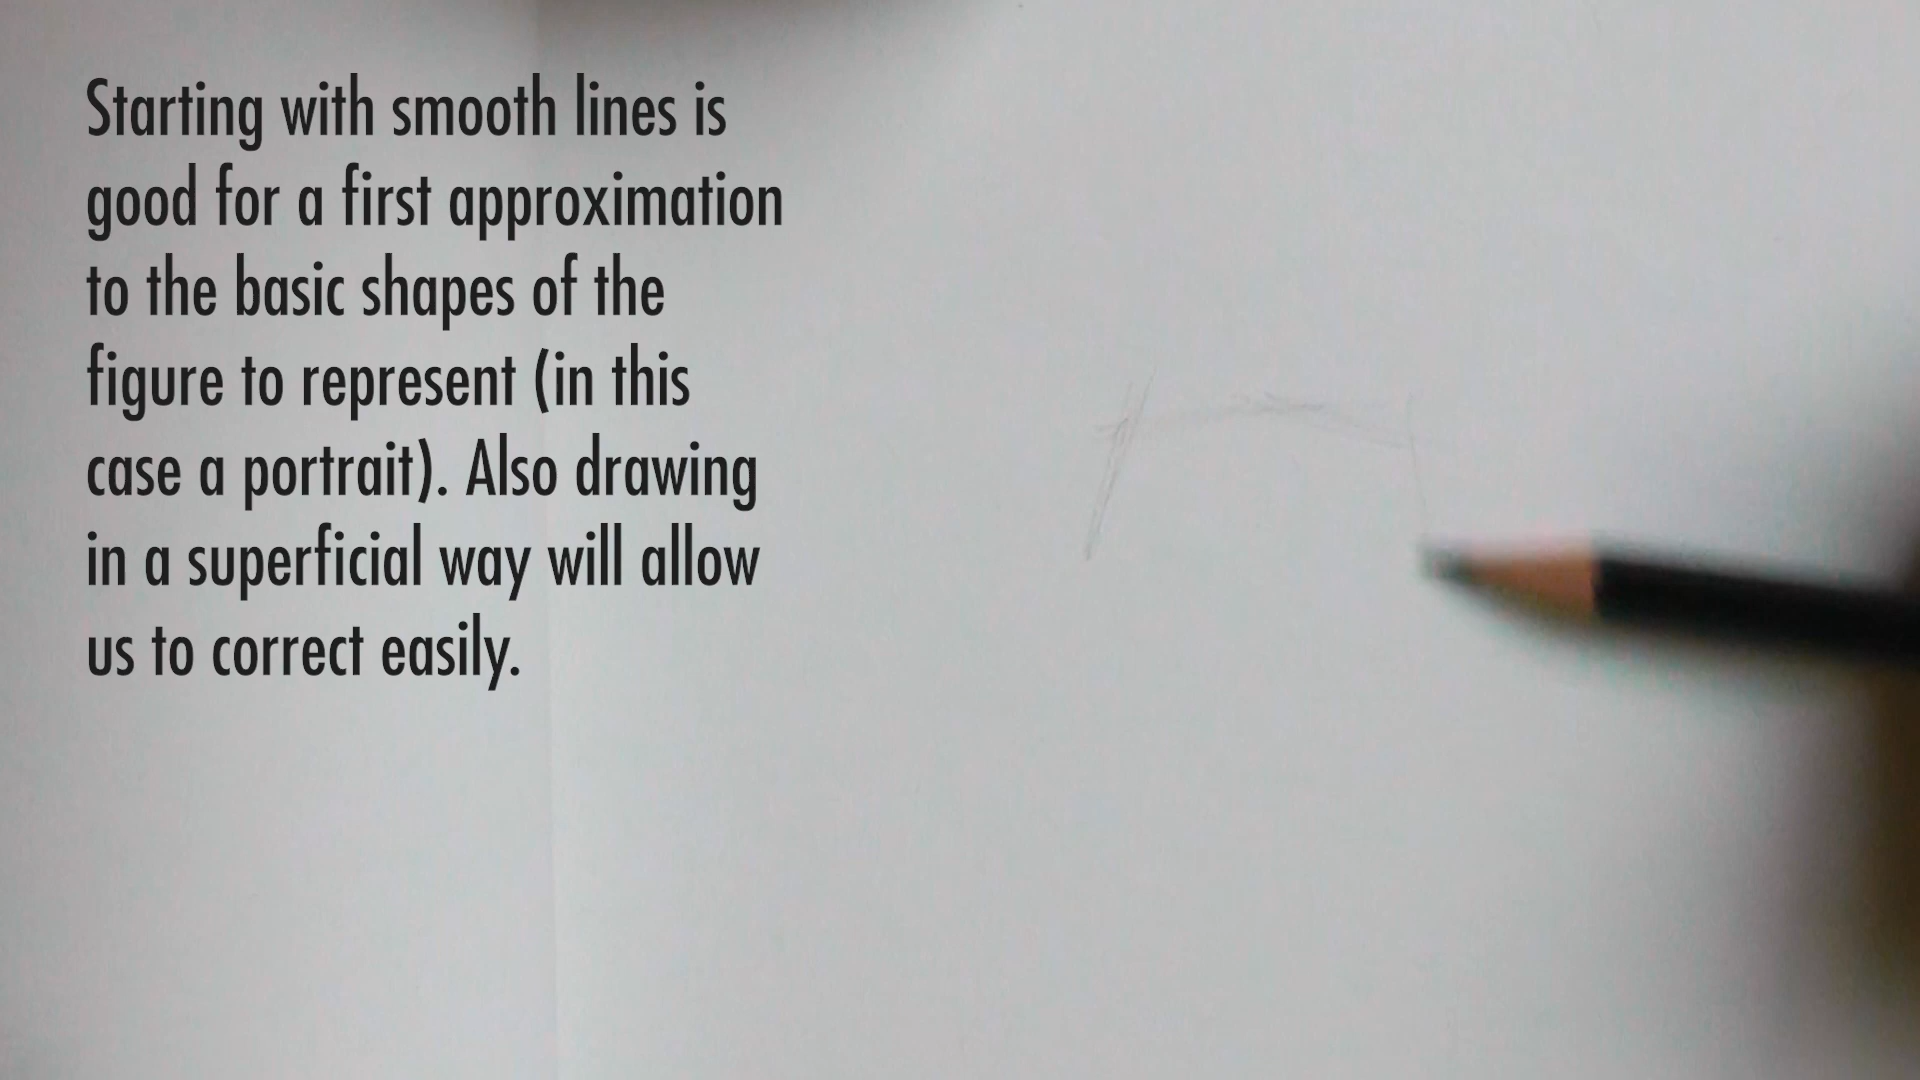 Starting with smooth lines is
good for a first approximation
to the basic shapes of the
figure to represent (in this
case a portrait). Also drawing
in a superficial way will allow
us to correct easily.